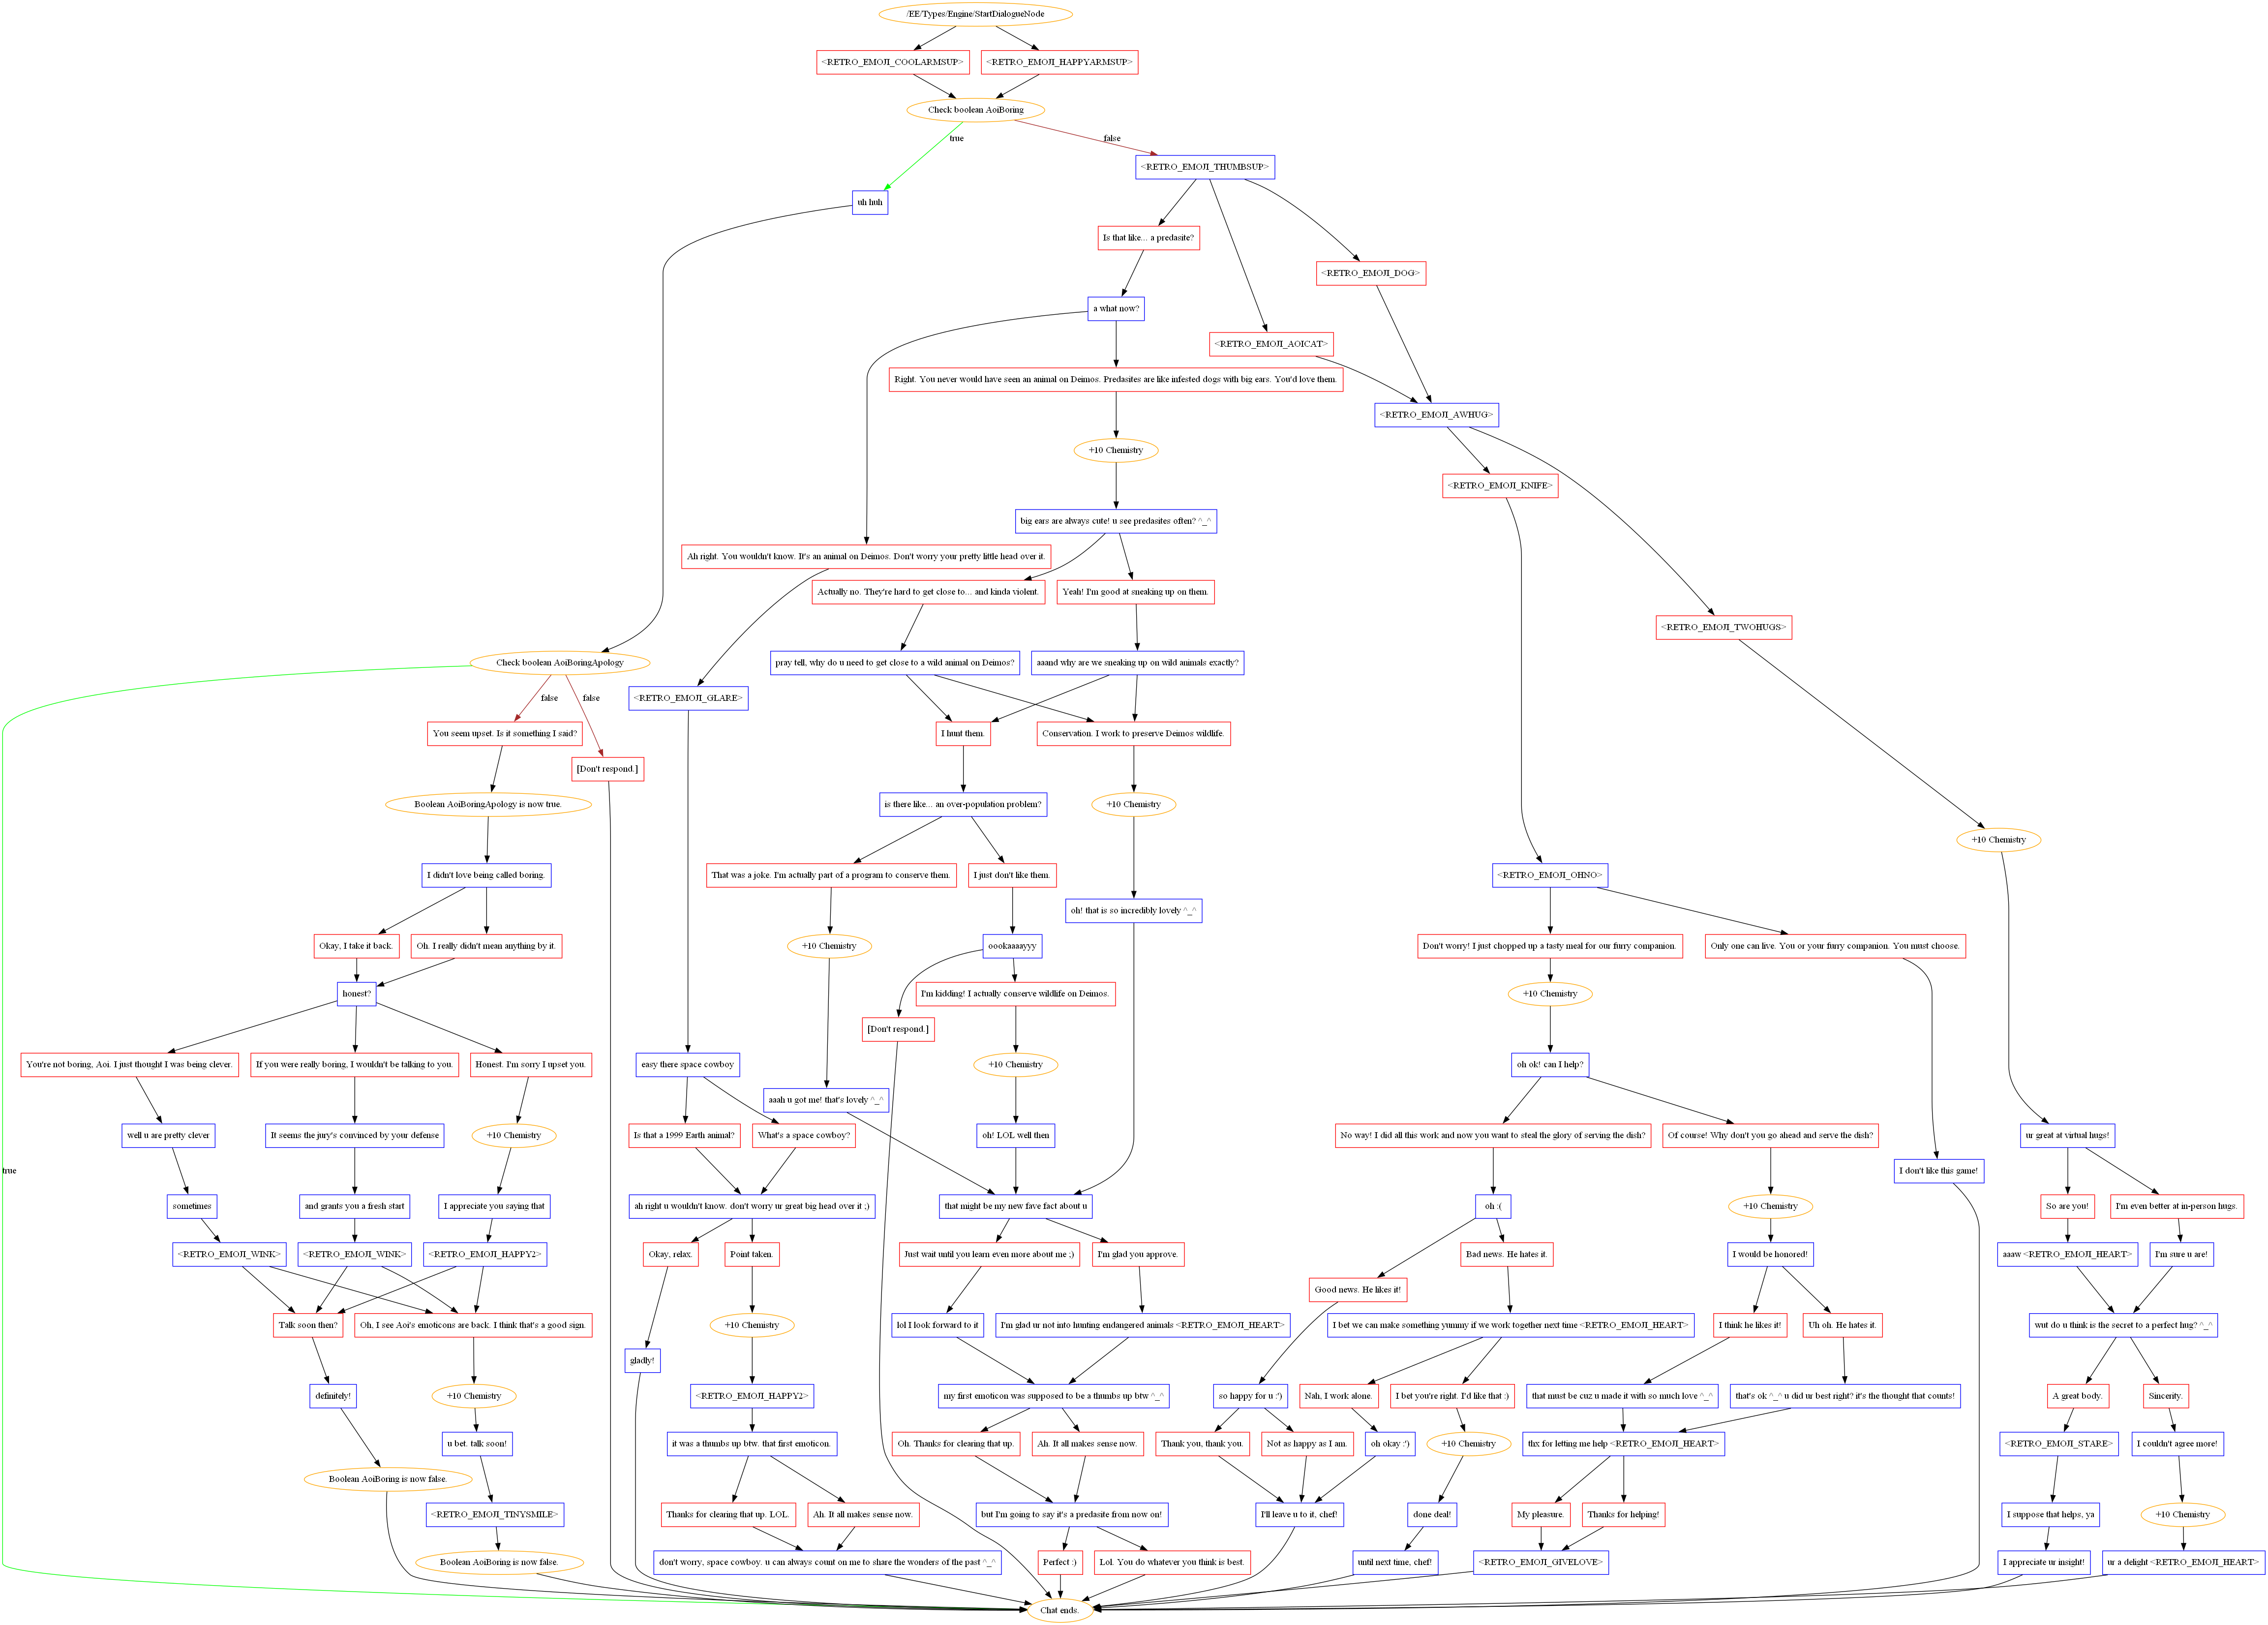 /EE/Types/Engine/StartDialogueNode
<RETRO_EMOJI_COOLARMSUP>
<RETRO_EMOJI_HAPPYARMSUP>
Check boolean AoiBoring
true
false
<RETRO_EMOJI_THUMBSUP>
uh huh
Is that like... a predasite?
<RETRO_EMOJI_DOG>
a what now?
<RETRO_EMOJI_AOICAT>
Right. You never would have seen an animal on Deimos. Predasites are like infested dogs with big ears. You'd love them.
<RETRO_EMOJI_AWHUG>
+10 Chemistry
<RETRO_EMOJI_KNIFE>
big ears are always cute! u see predasites often? ^_^
Ah right. You wouldn't know. It's an animal on Deimos. Don't worry your pretty little head over it.
Actually no. They're hard to get close to... and kinda violent.
Yeah! I'm good at sneaking up on them.
<RETRO_EMOJI_TWOHUGS>
Check boolean AoiBoringApology
pray tell, why do u need to get close to a wild animal on Deimos?
aaand why are we sneaking up on wild animals exactly?
false
false
<RETRO_EMOJI_GLARE>
You seem upset. Is it something I said?
I hunt them.
Conservation. I work to preserve Deimos wildlife.
[Don't respond.]
Boolean AoiBoringApology is now true.
is there like... an over-population problem?
+10 Chemistry
+10 Chemistry
I didn't love being called boring.
That was a joke. I'm actually part of a program to conserve them.
I just don't like them.
<RETRO_EMOJI_OHNO>
oh! that is so incredibly lovely ^_^
Okay, I take it back.
Oh. I really didn't mean anything by it.
+10 Chemistry
oookaaaayyy
Don't worry! I just chopped up a tasty meal for our furry companion.
Only one can live. You or your furry companion. You must choose.
honest?
I'm kidding! I actually conserve wildlife on Deimos.
+10 Chemistry
[Don't respond.]
You're not boring, Aoi. I just thought I was being clever.
If you were really boring, I wouldn't be talking to you.
Honest. I'm sorry I upset you.
easy there space cowboy
+10 Chemistry
oh ok! can I help?
aaah u got me! that's lovely ^_^
well u are pretty clever
It seems the jury's convinced by your defense
+10 Chemistry
Is that a 1999 Earth animal?
What's a space cowboy?
oh! LOL well then
No way! I did all this work and now you want to steal the glory of serving the dish?
Of course! Why don't you go ahead and serve the dish?
ur great at virtual hugs!
true
I don't like this game!
sometimes
and grants you a fresh start
I appreciate you saying that
ah right u wouldn't know. don't worry ur great big head over it ;)
that might be my new fave fact about u
oh :(
+10 Chemistry
So are you!
I'm even better at in-person hugs.
<RETRO_EMOJI_WINK>
<RETRO_EMOJI_WINK>
<RETRO_EMOJI_HAPPY2>
Okay, relax.
Point taken.
Just wait until you learn even more about me ;)
I'm glad you approve.
Bad news. He hates it.
I would be honored!
aaaw <RETRO_EMOJI_HEART>
I'm sure u are!
Good news. He likes it!
Talk soon then?
Oh, I see Aoi's emoticons are back. I think that's a good sign.
+10 Chemistry
lol I look forward to it
I'm glad ur not into hunting endangered animals <RETRO_EMOJI_HEART>
I bet we can make something yummy if we work together next time <RETRO_EMOJI_HEART>
I think he likes it!
Uh oh. He hates it.
wut do u think is the secret to a perfect hug? ^_^
gladly!
definitely!
+10 Chemistry
<RETRO_EMOJI_HAPPY2>
my first emoticon was supposed to be a thumbs up btw ^_^
so happy for u :')
Nah, I work alone.
I bet you're right. I'd like that :)
that must be cuz u made it with so much love ^_^
that's ok ^_^ u did ur best right? it's the thought that counts!
A great body.
Sincerity.
u bet. talk soon!
it was a thumbs up btw. that first emoticon.
Oh. Thanks for clearing that up.
Ah. It all makes sense now.
Thank you, thank you.
Not as happy as I am.
oh okay :')
+10 Chemistry
thx for letting me help <RETRO_EMOJI_HEART>
<RETRO_EMOJI_STARE>
I couldn't agree more!
Boolean AoiBoring is now false.
<RETRO_EMOJI_TINYSMILE>
Thanks for clearing that up, LOL.
Ah. It all makes sense now.
but I'm going to say it's a predasite from now on!
I'll leave u to it, chef!
done deal!
My pleasure.
Thanks for helping!
I suppose that helps, ya
+10 Chemistry
Boolean AoiBoring is now false.
don't worry, space cowboy. u can always count on me to share the wonders of the past ^_^
Perfect :)
Lol. You do whatever you think is best.
until next time, chef!
<RETRO_EMOJI_GIVELOVE>
I appreciate ur insight!
ur a delight <RETRO_EMOJI_HEART>
Chat ends.